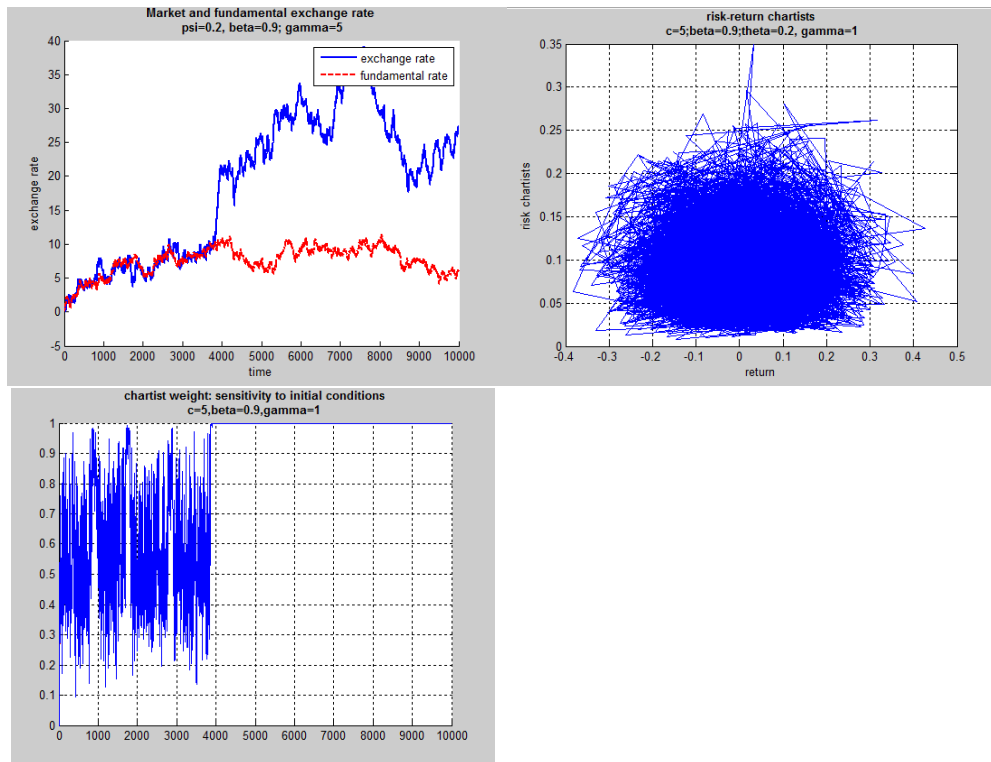 Market and fundamental exchange rate
psi=0.2, beta=0.9; gamma=5
exchange rate
fundamental rate
40
35
30
25
20
15
10
5
0
-5
exchange rate
0 1000 2000 3000 4000 5000 6000 7000 8000 9000 10000
time
risk-return chartists
c=5;beta=0.9;theta=0.2, gamma=1
0.35
0.3
0.25
0.2
0.15
0.1
0.05
0
risk chartists
-0.4 -0.3 -0.2 -0.1 0 0.1 0.2 0.3 0.4 0.5
return
chartist weight: sensitivity to initial conditions
c=5,beta=0.9,gamma=1
1
0.9
0.8
0.7
0.6
0.5
0.4
0.3
0.2
0.1
0
0 1000 2000 3000 4000 5000 6000 7000 8000 9000 10000